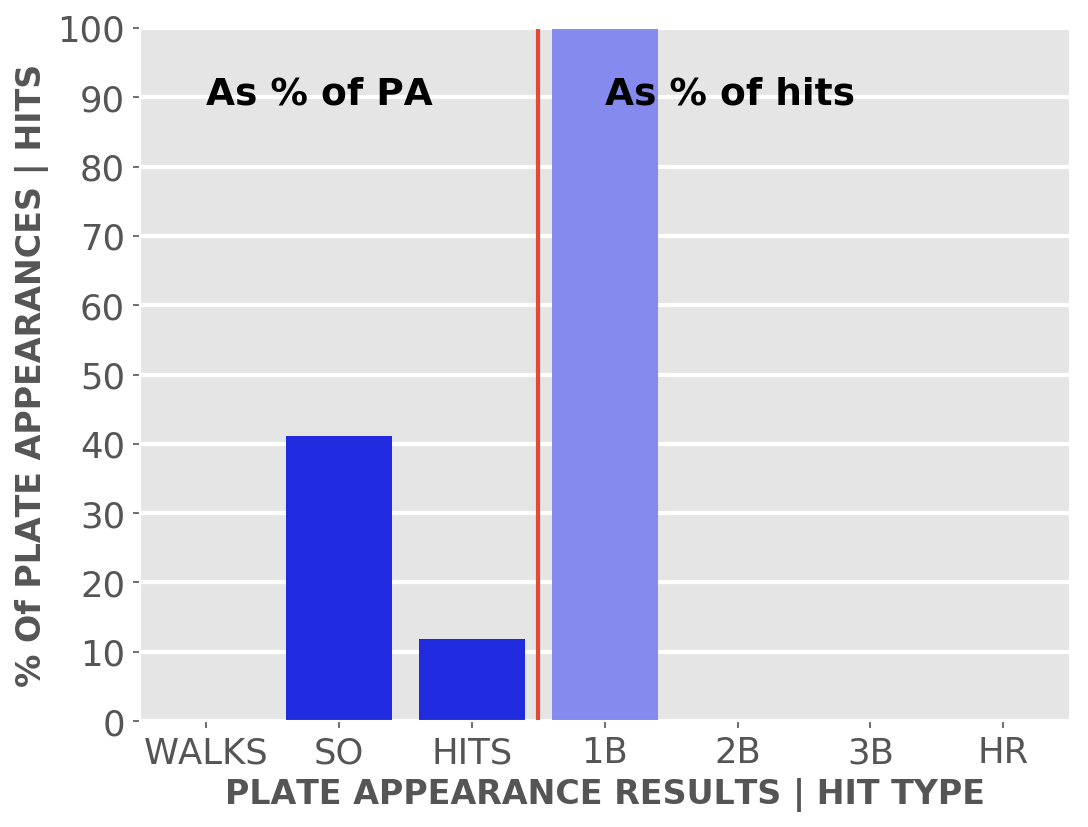 100
90
80
70
60
50
40
30
20
10
0
% Of PLATE APPEARANCES | HITS
As % of PA
As % of hits
WALKS SO HITS 1B 2B 3B HR
PLATE APPEARANCE RESULTS | HIT TYPE